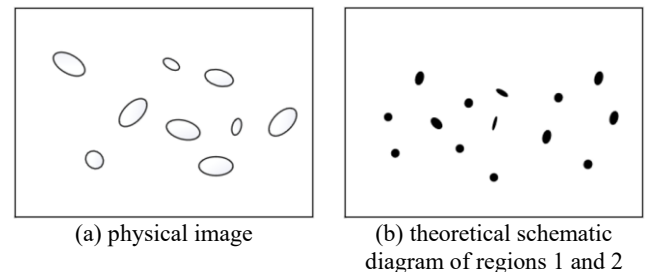 (a) physical image
(b) theoretical schematic
diagram of regions 1 and 2